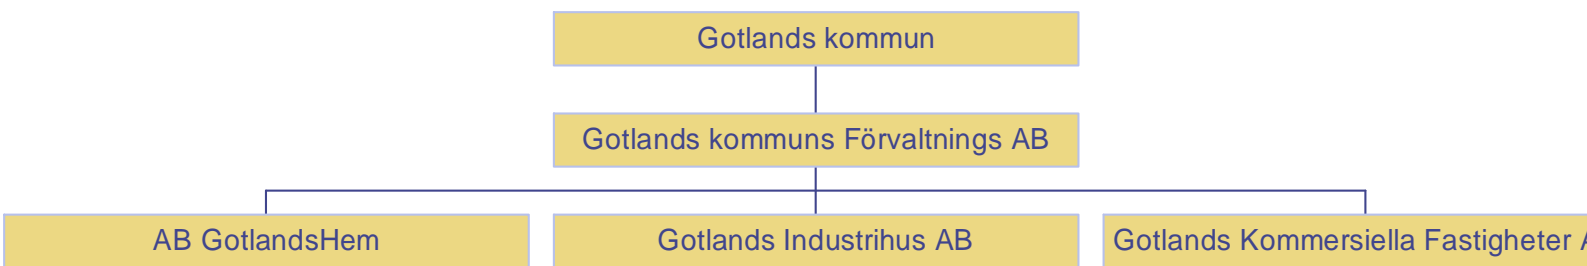 Gotlands kommun
Gotlands kommuns Förvaltnings AB
AB GotlandsHem
Gotlands Industrihus AB
Gotlands Kommersiella Fastigheter A